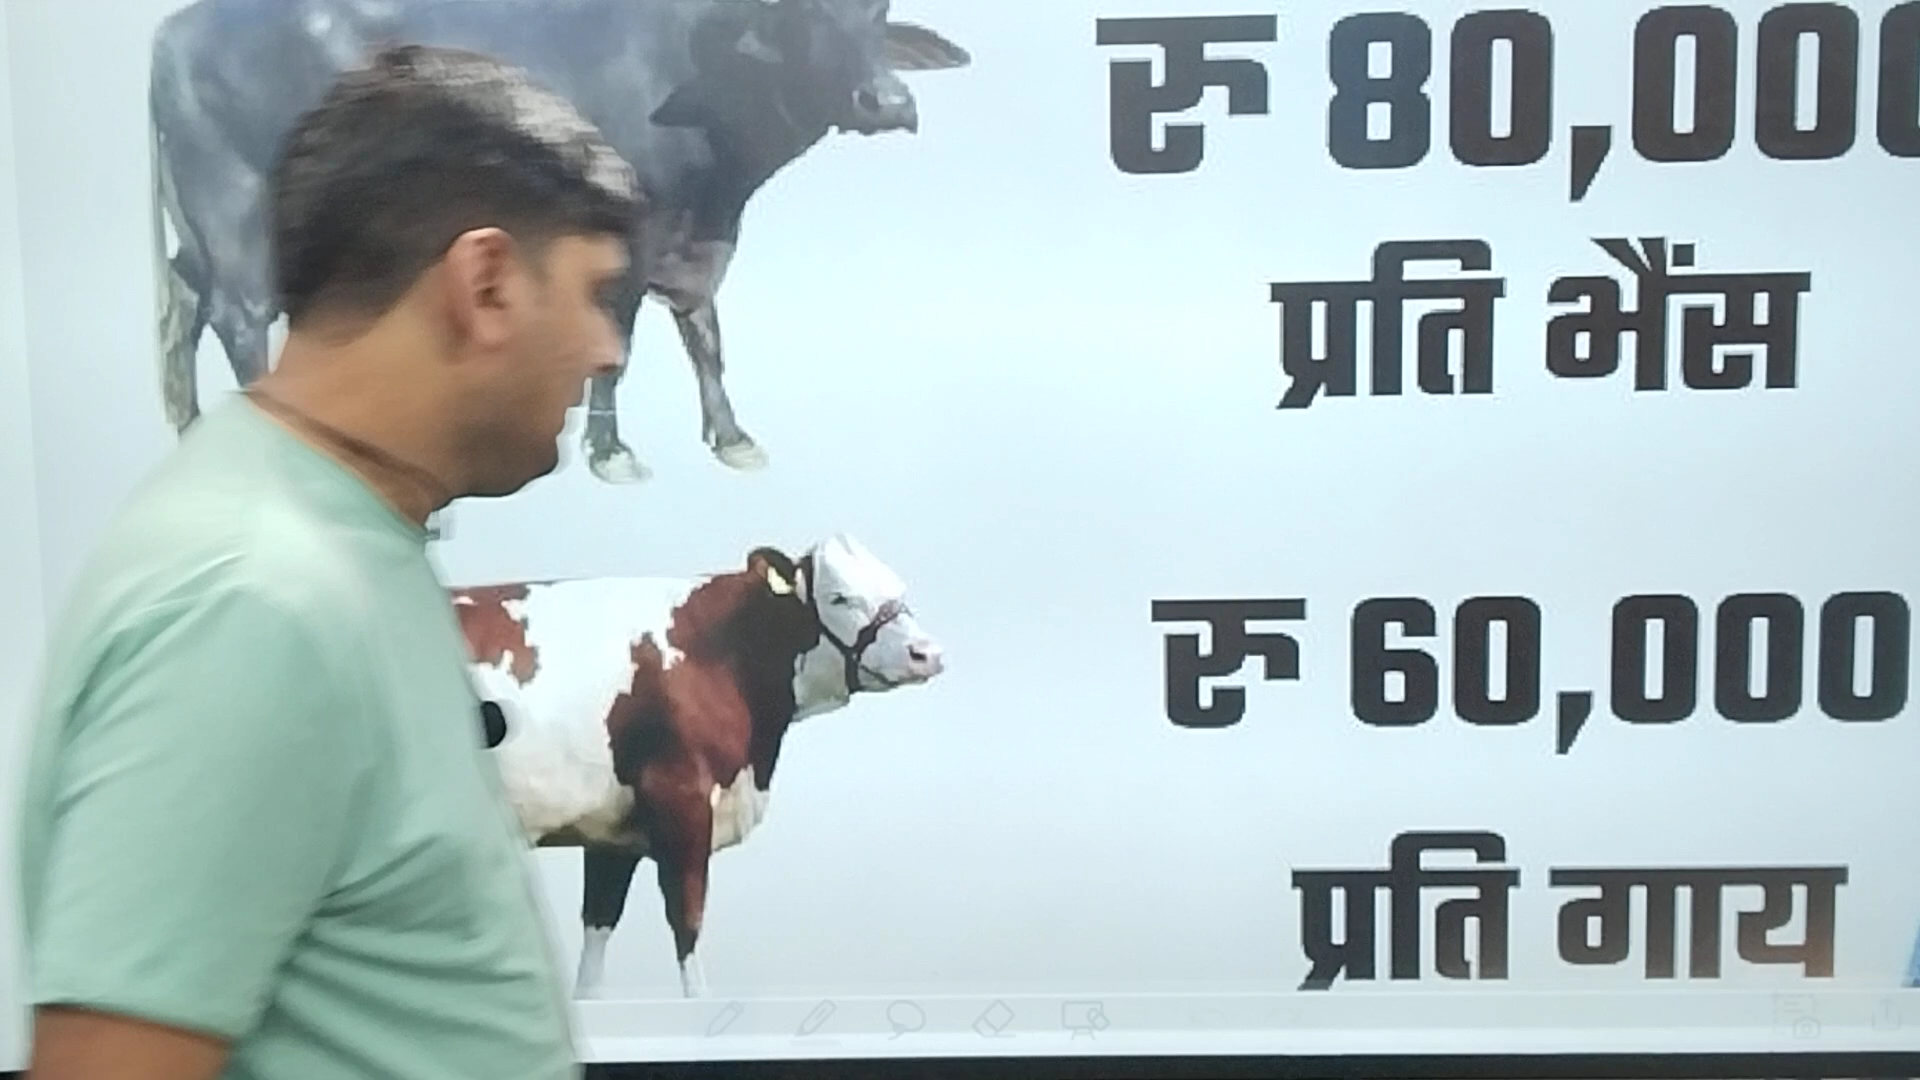 रु 80,000
प्रति भैंस
रु 60,000
प्रति गाय